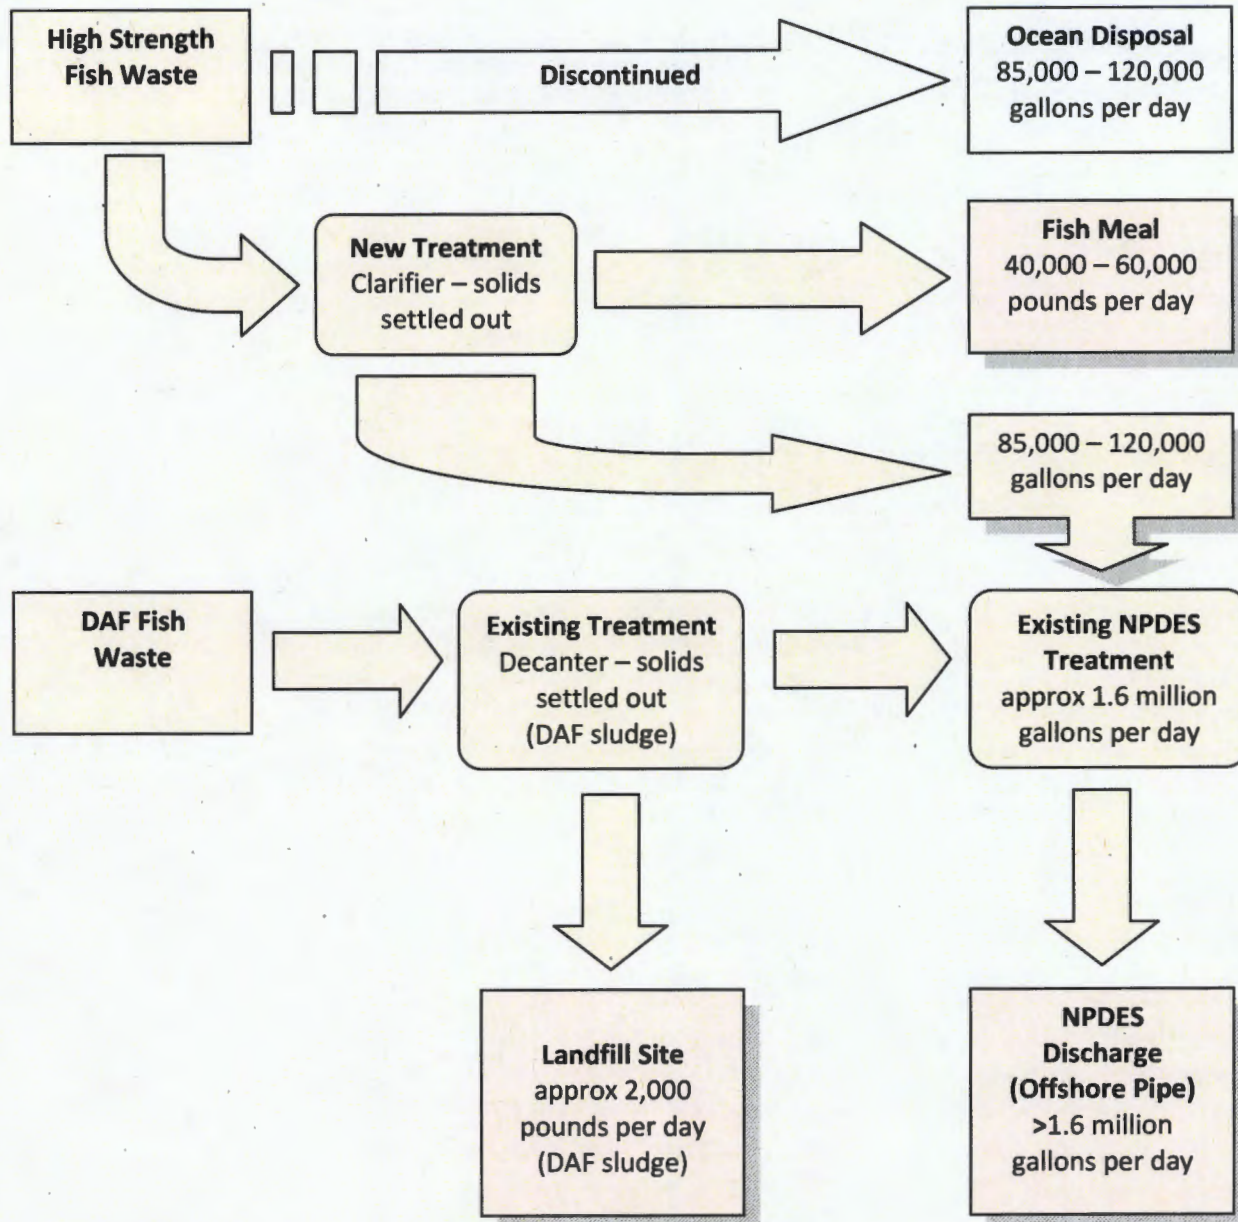 High Strength
Fish Waste
Discontinued
Ocean Disposal
85,000 – 120,000
gallons per day
New Treatment
Clarifier – solids
settled out
Fish Meal
40,000 – 60,000
pounds per day
85,000 – 120,000
gallons per day
DAF Fish
Waste
Existing Treatment
Decanter – solids
settled out
(DAF sludge)
Existing NPDES
Treatment
approx 1.6 million
gallons per day
Landfill Site
approx 2,000
pounds per day
(DAF sludge)
NPDES
Discharge
(Offshore Pipe)
>1.6 million
gallons per day